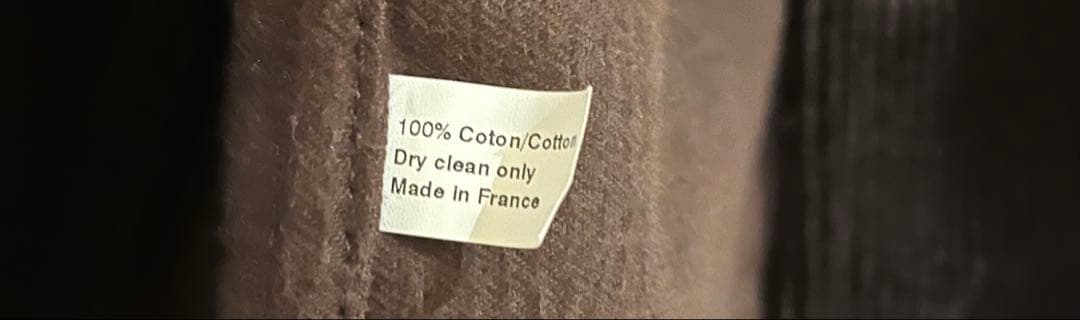 100% Coton/Cotton
Dry clean only
Made in France